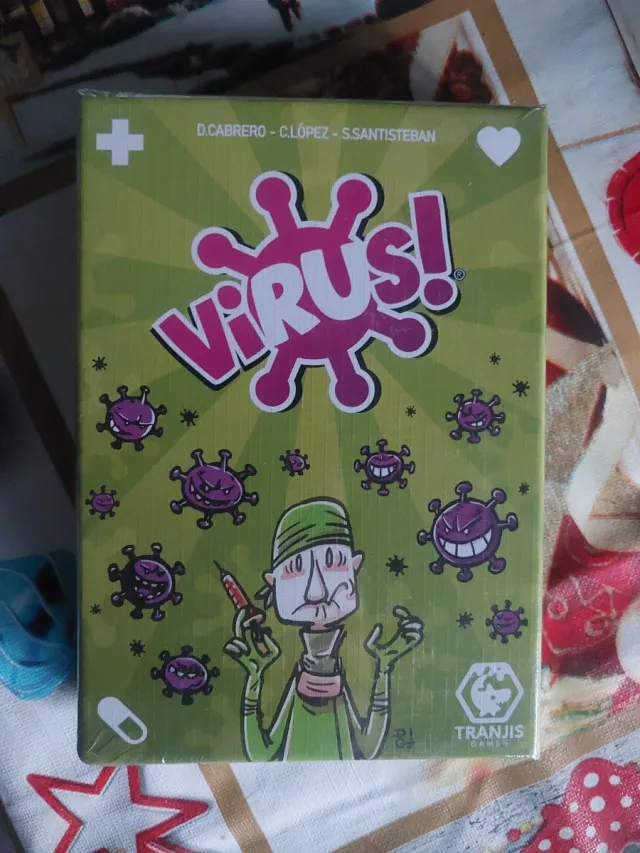 D.CABRERO - C.LÓPEZ - S.SANTISTEBAN
ViRUS!
®
TRANJIS
GAMES